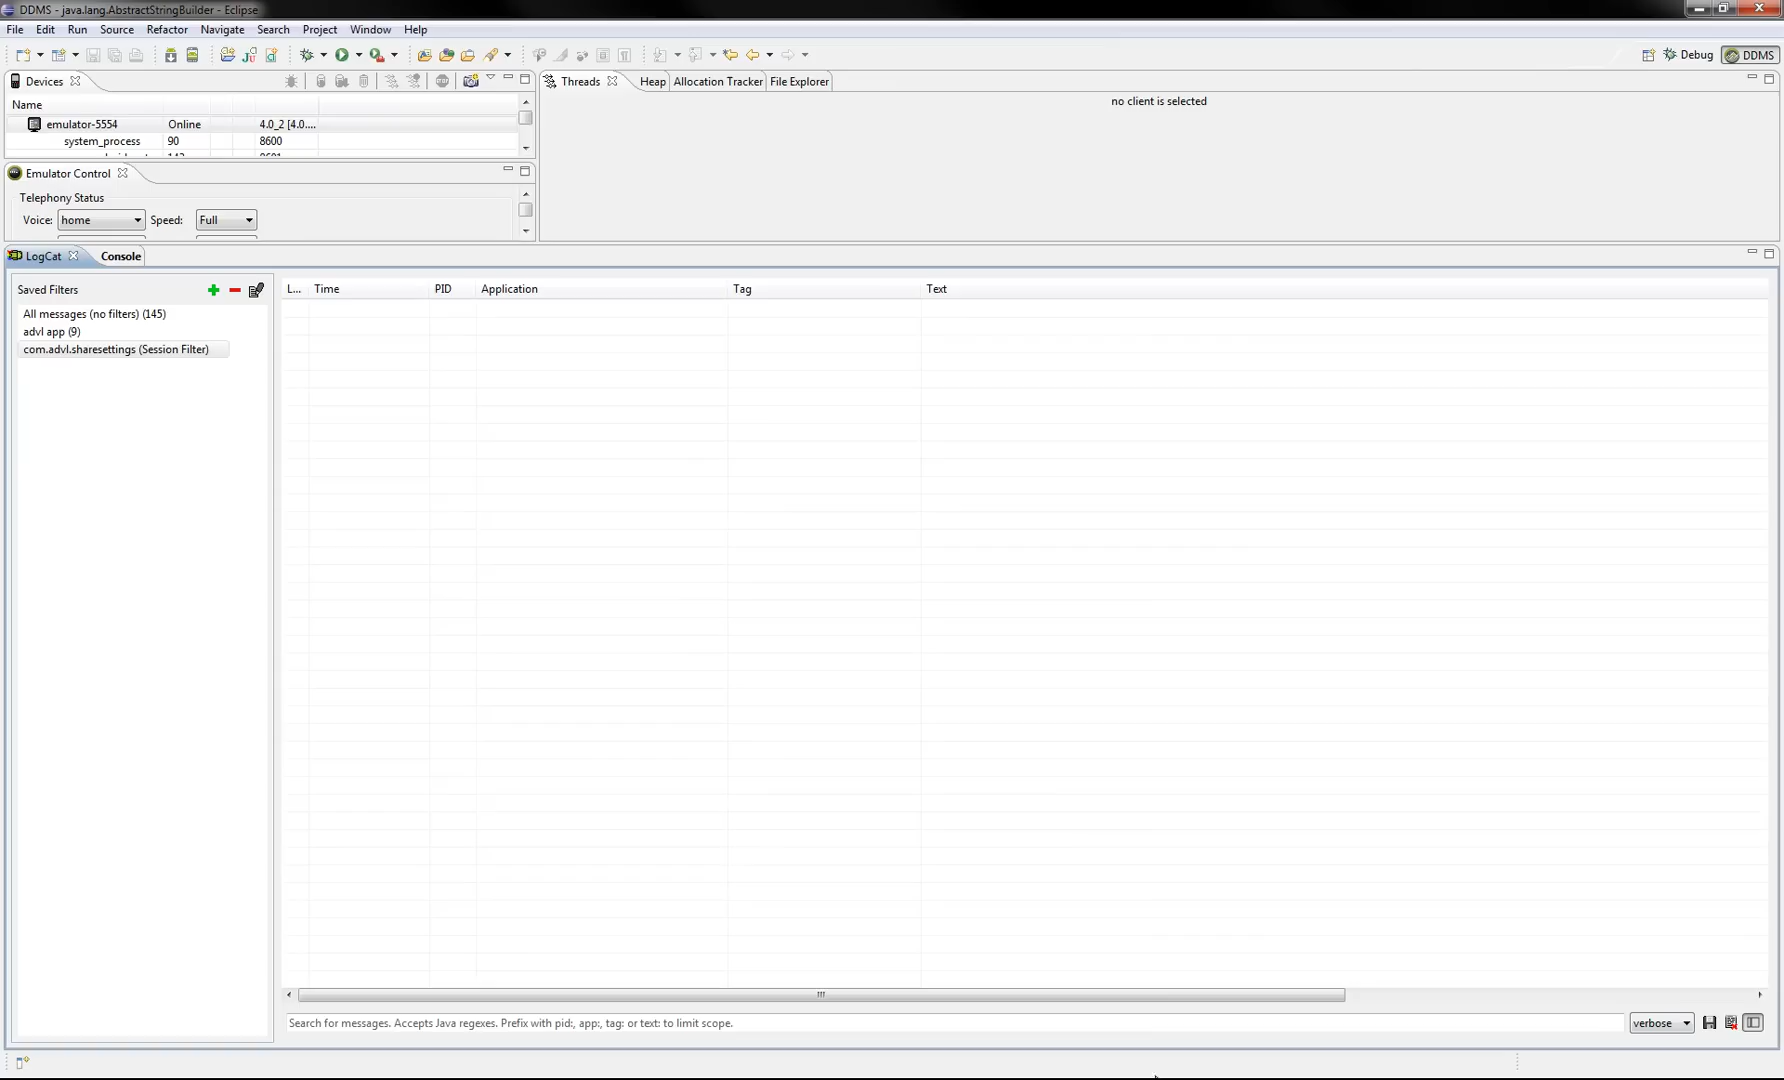 DDMS - java.lang.AbstractStringBuilder - Eclipse
File Edit Run Source Refactor Navigate Search Project Window Help
Debug DDMS
Devices
Threads Heap Allocation Tracker File Explorer
no client is selected
Name
emulator-5554 Online 4.0_2 [4.0....
system_process 90 8600
Emulator Control
Telephony Status
Voice: home Speed: Full
LogCat Console
Saved Filters
L... Time PID Application Tag Text
All messages (no filters) (145)
advl app (9)
com.advl.sharesettings (Session Filter)
Search for messages. Accepts Java regexes. Prefix with pid:, app:, tag: or text: to limit scope.
verbose